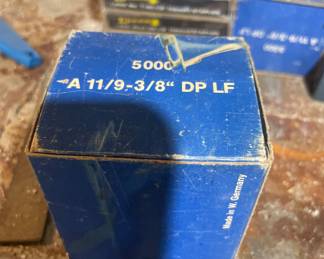 5000
A 11/9-3/8" DP LF
Made in W. Germany